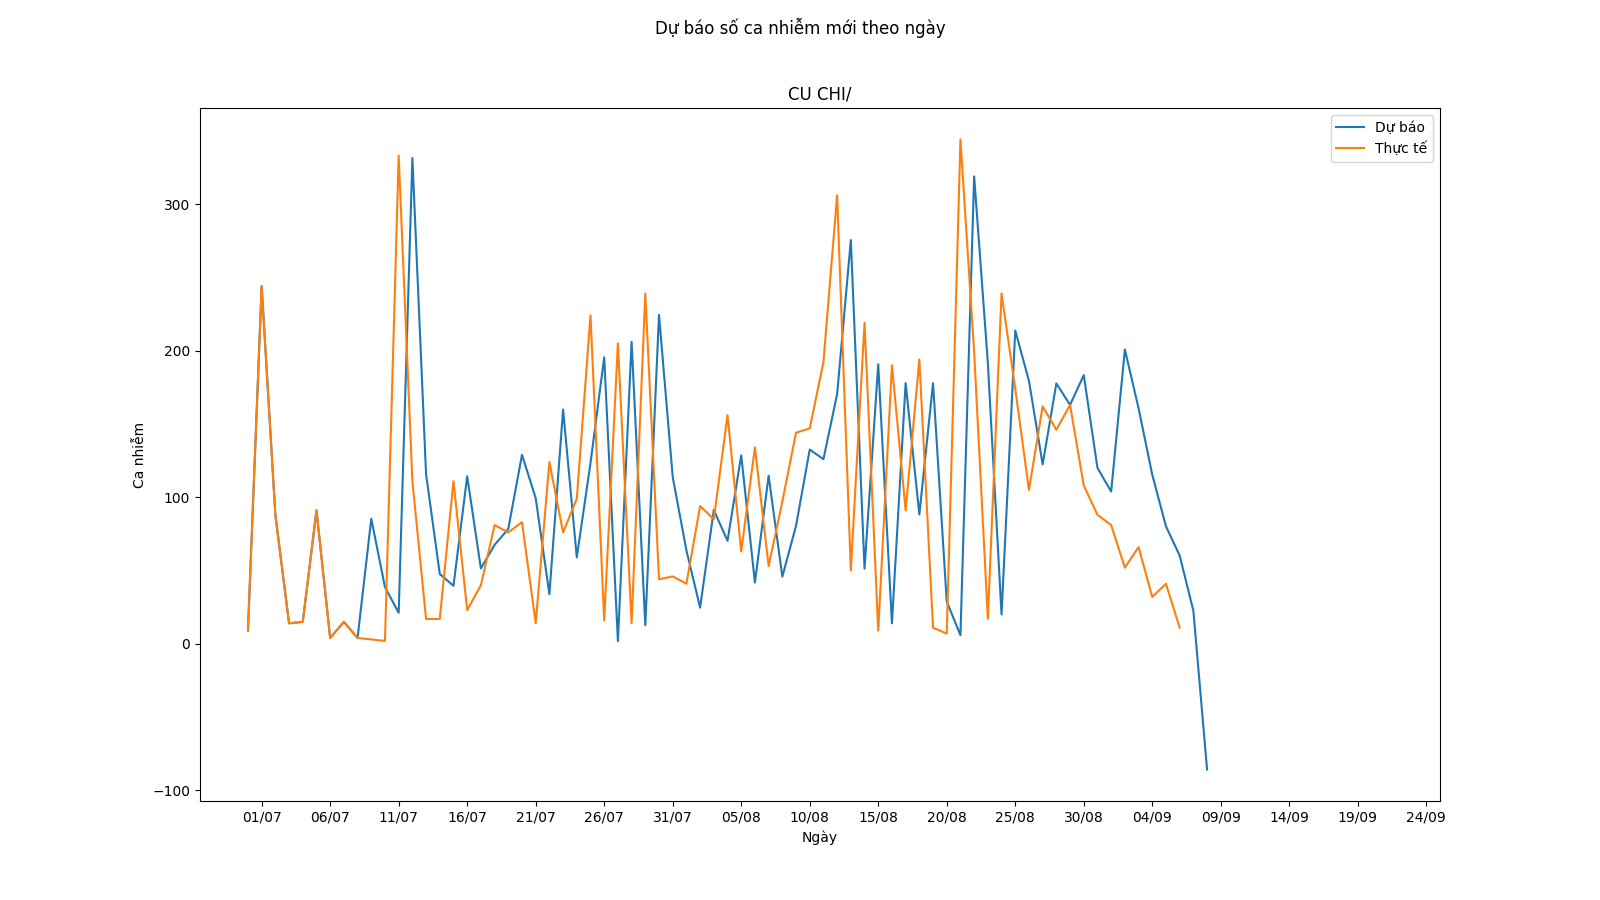 Dự báo số ca nhiễm mới theo ngày
CU CHI/
Dự báo
Thực tế
300
200
100
0
−100
Ca nhiễm
01/07 06/07 11/07 16/07 21/07 26/07 31/07 05/08 10/08 15/08 20/08 25/08 30/08 04/09 09/09 14/09 19/09 24/09
Ngày